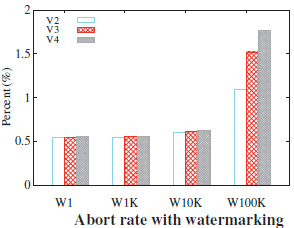 2
V2
V3
V4
1.5
1
0.5
0
Percent(%)
W1 W1K W10K W100K
Abort rate with watermarking